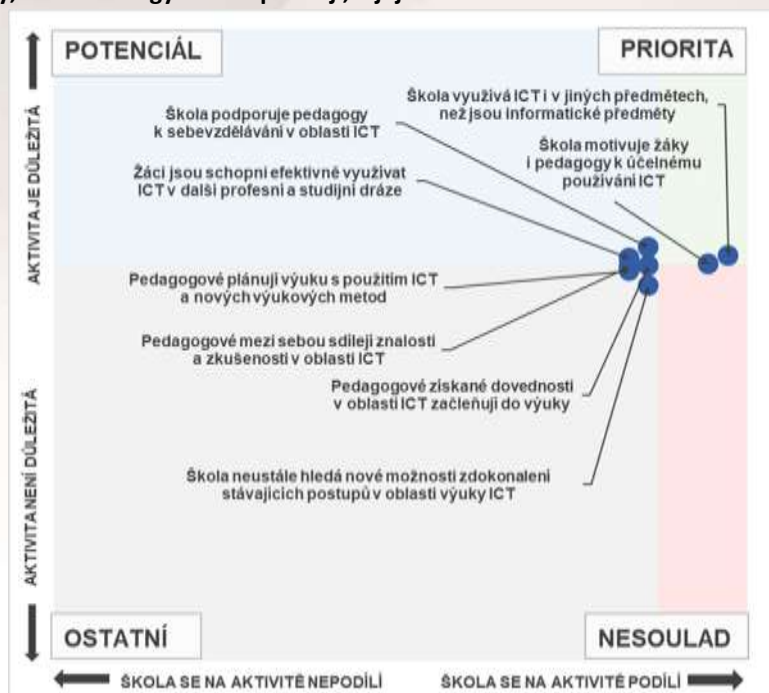 POTENCIÁL
PRIORITA
Škola podporuje pedagogy
k sebevzdělávání v oblasti ICT
Škola využívá ICT i v jiných předmětech,
než jsou informatické předměty
Škola motivuje žáky
i pedagogy k účelnému
používání ICT
Žáci jsou schopni efektivně využívat
ICT v další profesní a studijní dráze
Pedagogové plánují výuku s použitím ICT
a nových výukových metod
Pedagogové mezi sebou sdílejí znalosti
a zkušenosti v oblasti ICT
Pedagogové získané dovednosti
v oblasti ICT začleňují do výuky
Škola neustále hledá nové možnosti zdokonalení
stávajících postupů v oblasti výuky ICT
AKTIVITA JE DŮLEŽITÁ
AKTIVITA NENÍ DŮLEŽITÁ
OSTATNÍ
NESOULAD
ŠKOLA SE NA AKTIVITĚ NEPODÍLÍ
ŠKOLA SE NA AKTIVITĚ PODÍLÍ